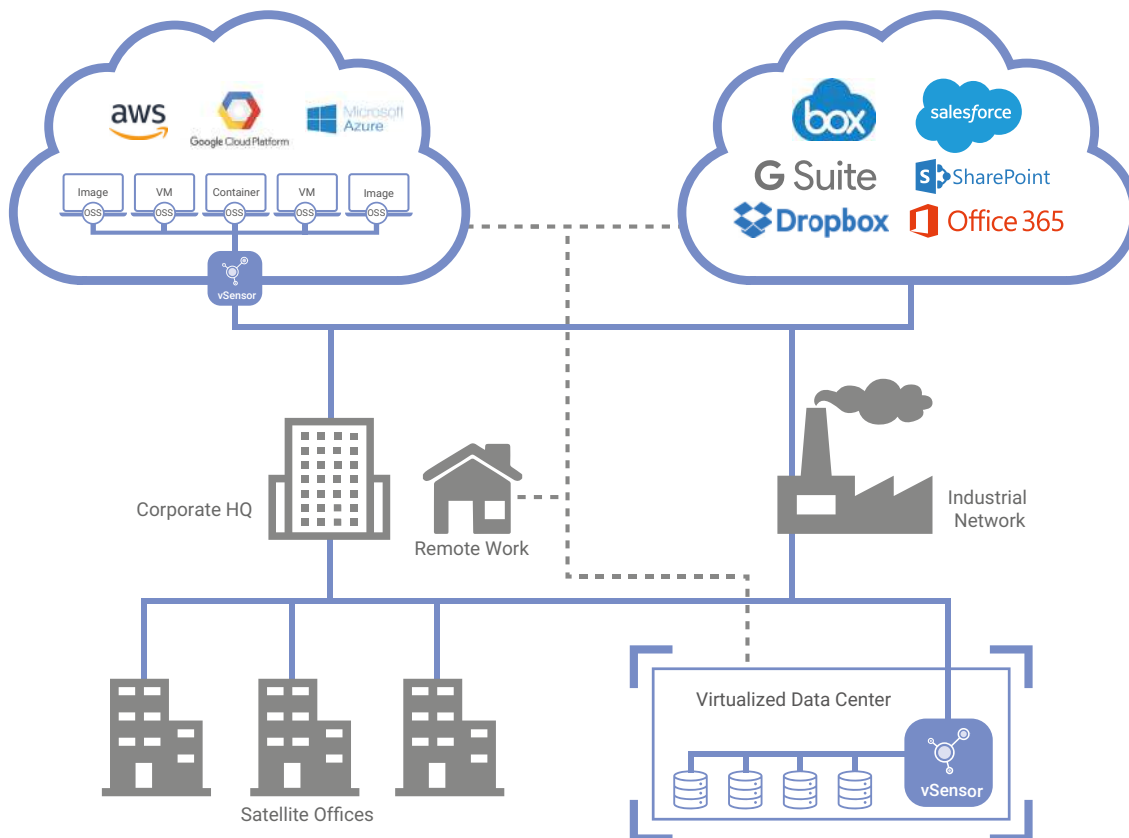 aws
Google Cloud Platform
Microsoft
Azure
box
salesforce
G Suite
S
SharePoint
Dropbox
Office 365
Image
VM
Container
VM
Image
OSS
OSS
OSS
OSS
OSS
vSensor
Corporate HQ
Remote Work
Industrial
Network
Satellite Offices
Virtualized Data Center
vSensor